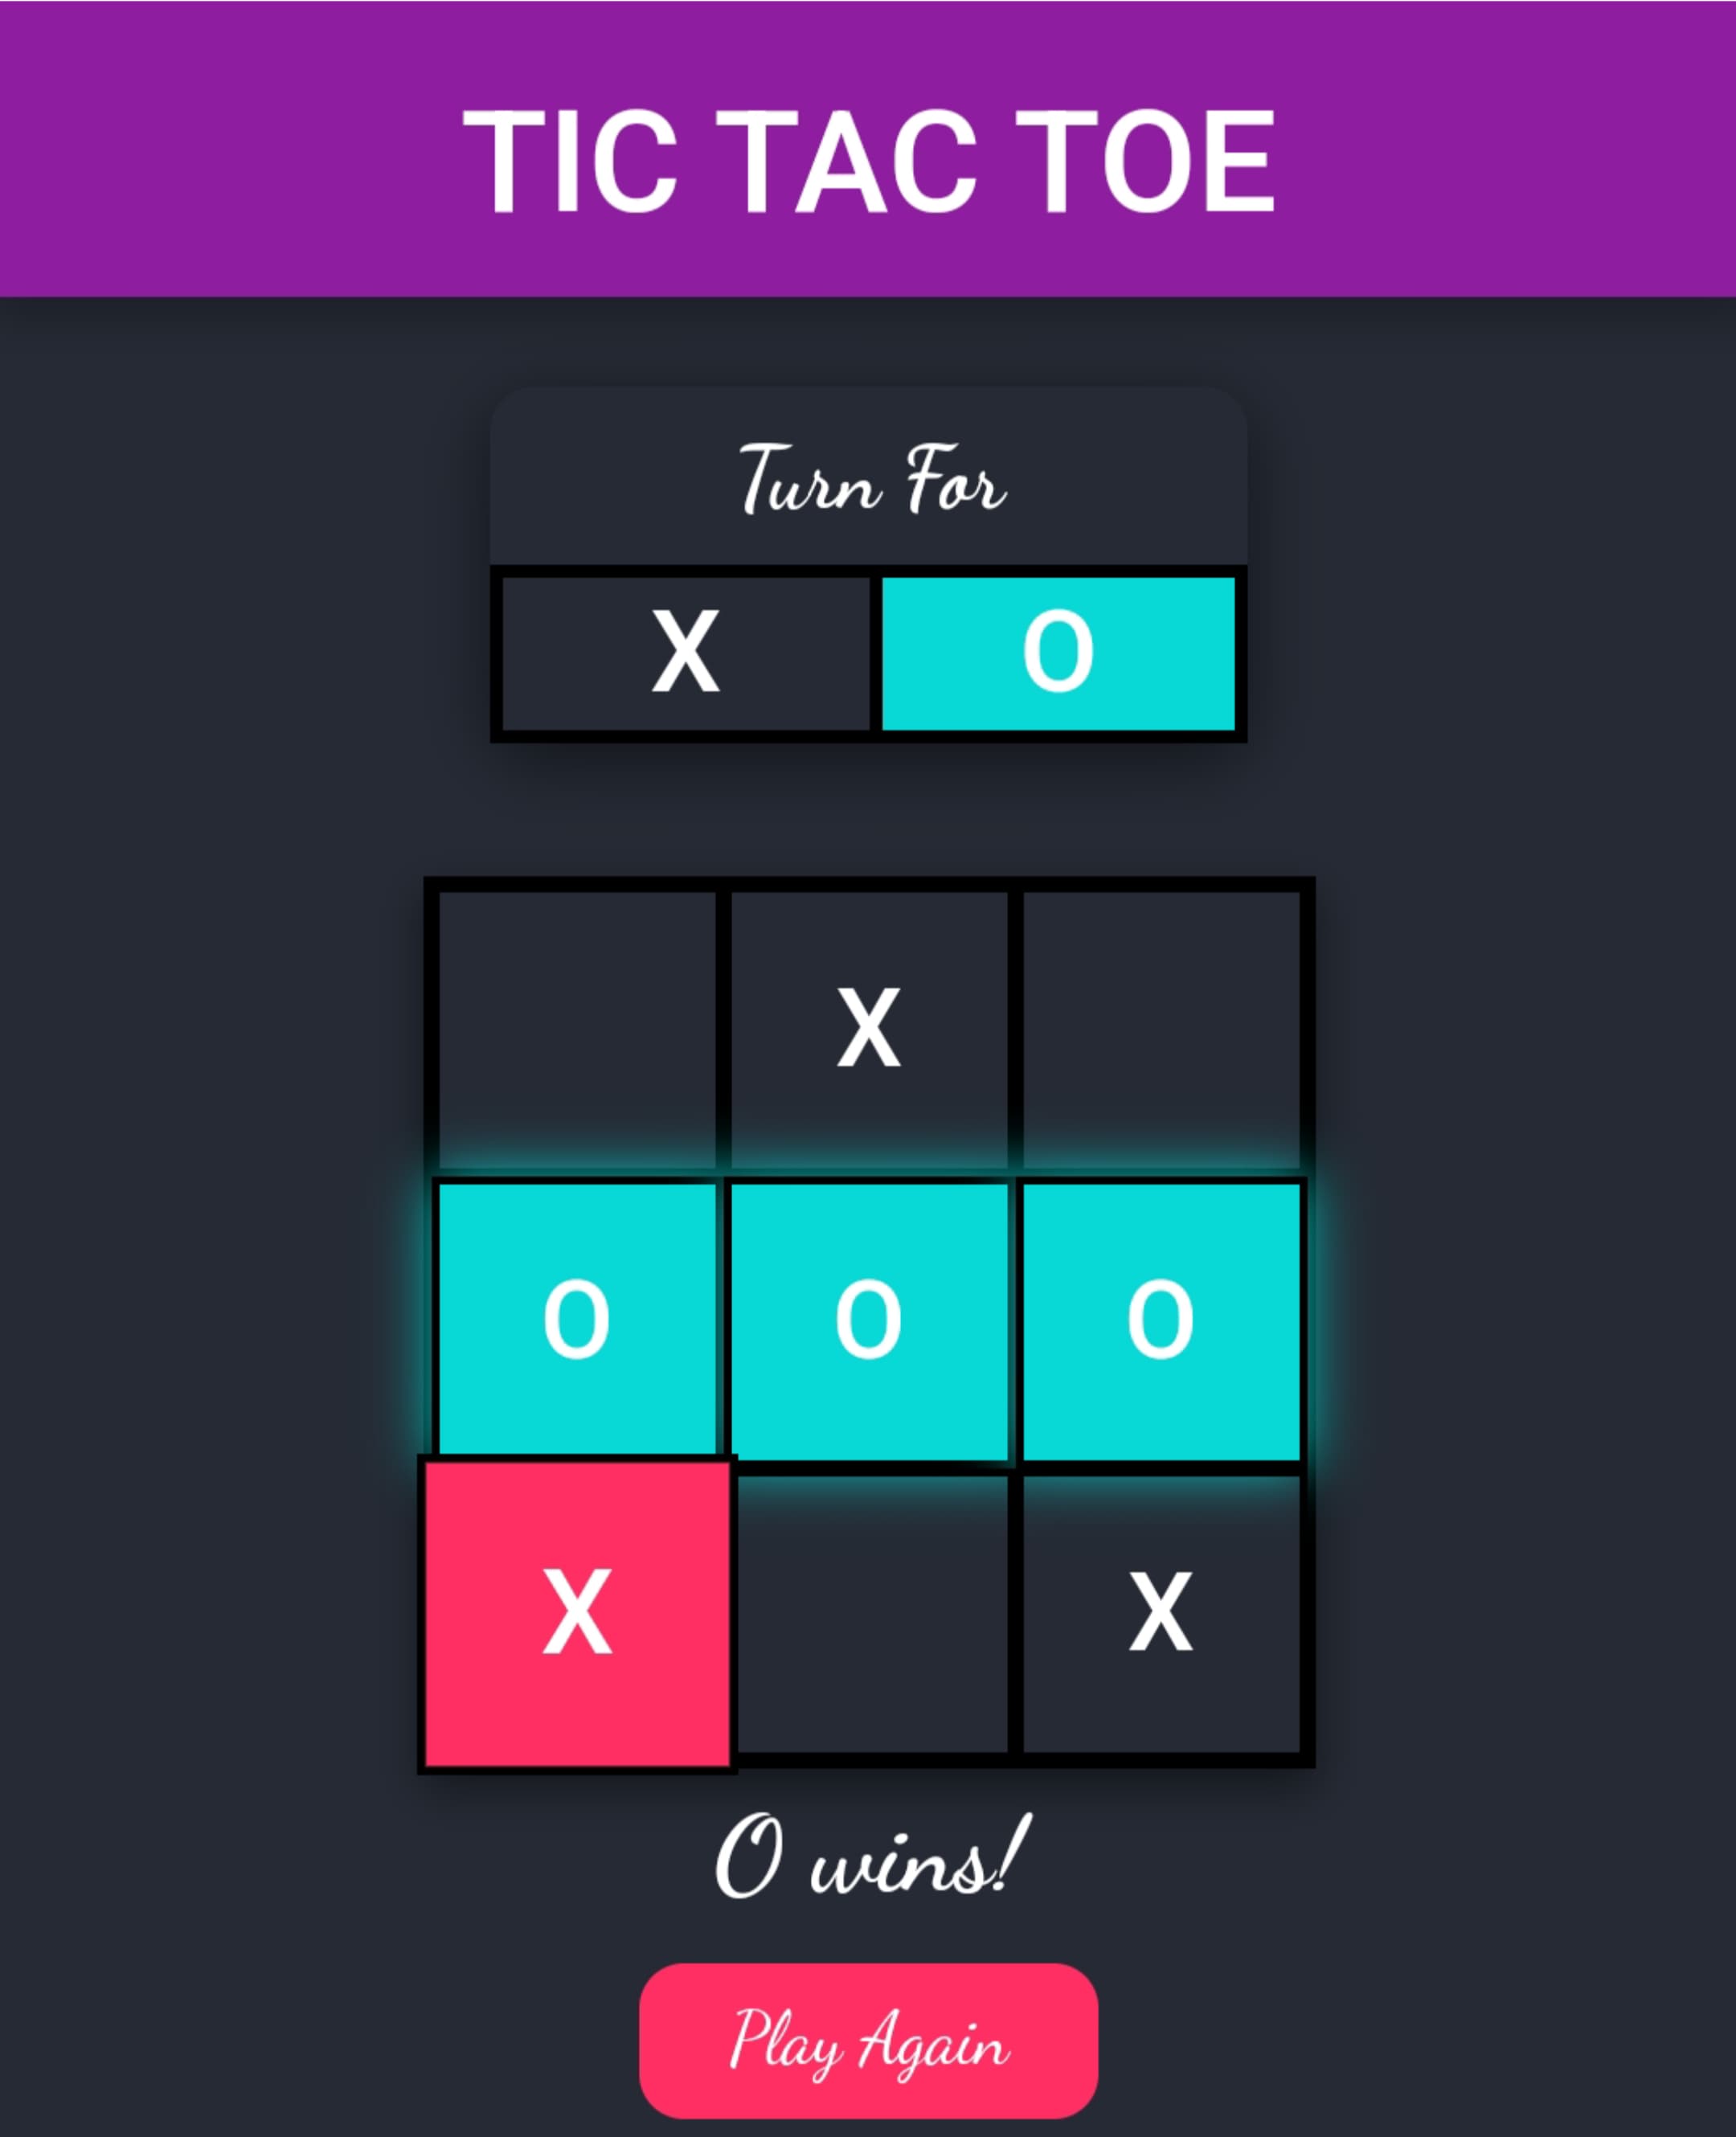 TIC TAC TOE
Turn For
X O
X
O O O
X X
O wins!
Play Again